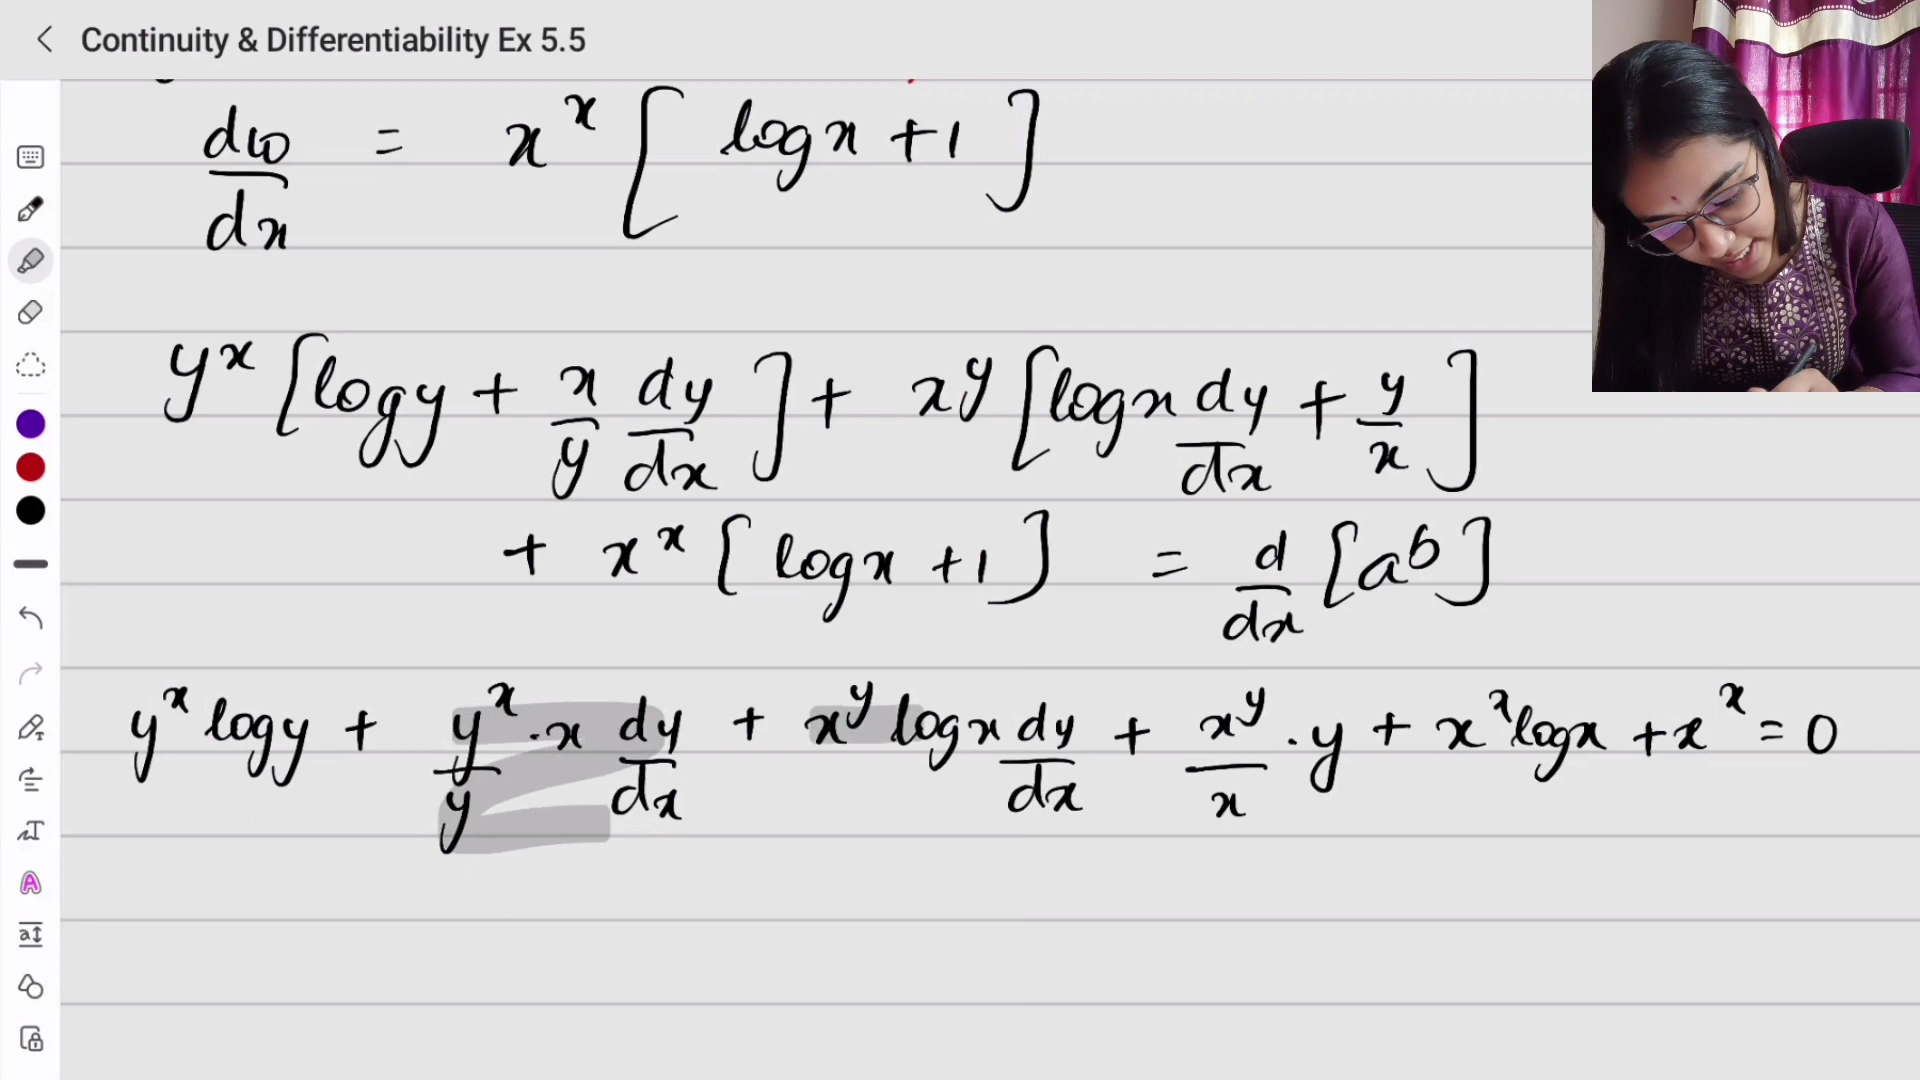 Continuity & Differentiability Ex 5.5
dw/dx = x^x [ log x + 1 ]
y^x [log y + x/y dy/dx ] + x^y [log x dy/dx + y/x ]
+ x^x [ log x + 1 ] = d/dx [a^b]
y^x log y + y^x/y · x dy/dx + x^y log x dy/dx + x^y/x · y + x^x log x + x^x = 0